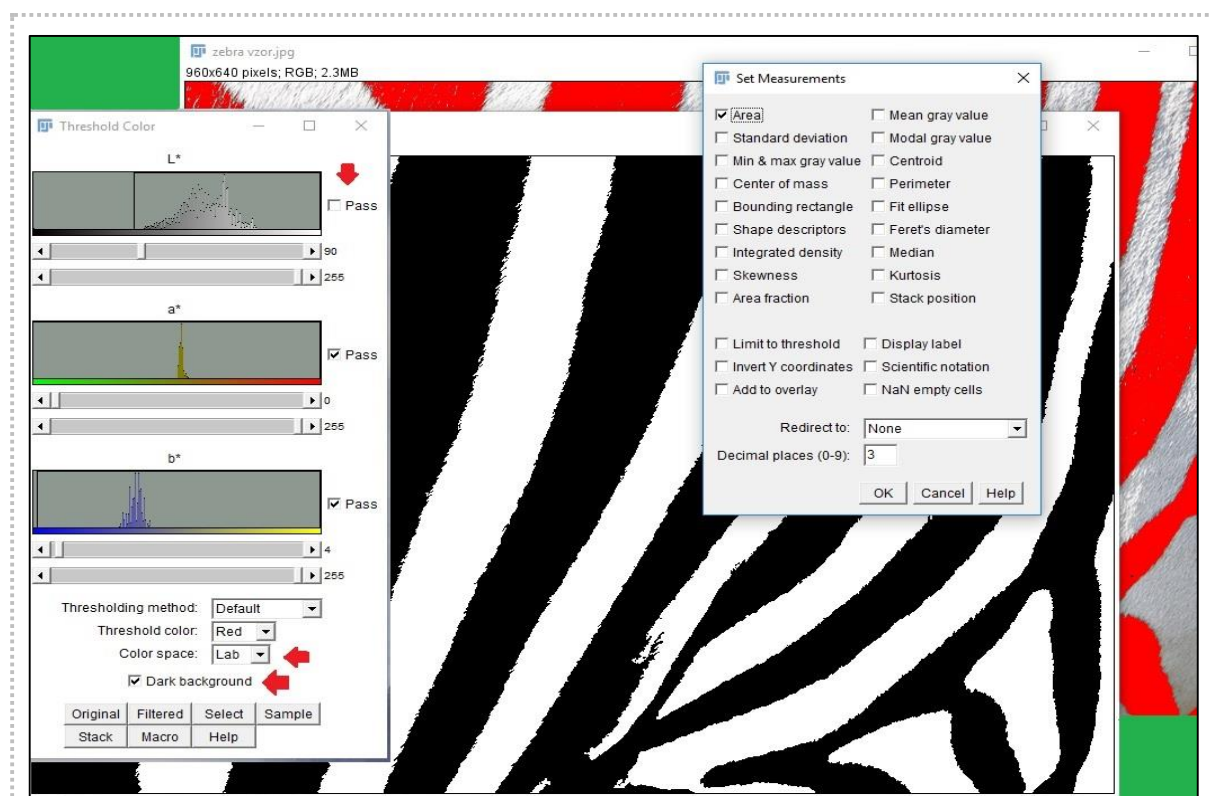 zebra vzor.jpg
960x640 pixels; RGB; 2.3MB
Threshold Color
L*
Pass
90
255
a*
Pass
0
255
b*
Pass
4
255
Thresholding method: Default
Threshold color: Red
Color space: Lab
Dark background
Original Filtered Select Sample
Stack Macro Help
Set Measurements
Area Mean gray value
Standard deviation Modal gray value
Min & max gray value Centroid
Center of mass Perimeter
Bounding rectangle Fit ellipse
Shape descriptors Feret's diameter
Integrated density Median
Skewness Kurtosis
Area fraction Stack position
Limit to threshold Display label
Invert Y coordinates Scientific notation
Add to overlay NaN empty cells
Redirect to: None
Decimal places (0-9): 3
OK Cancel Help